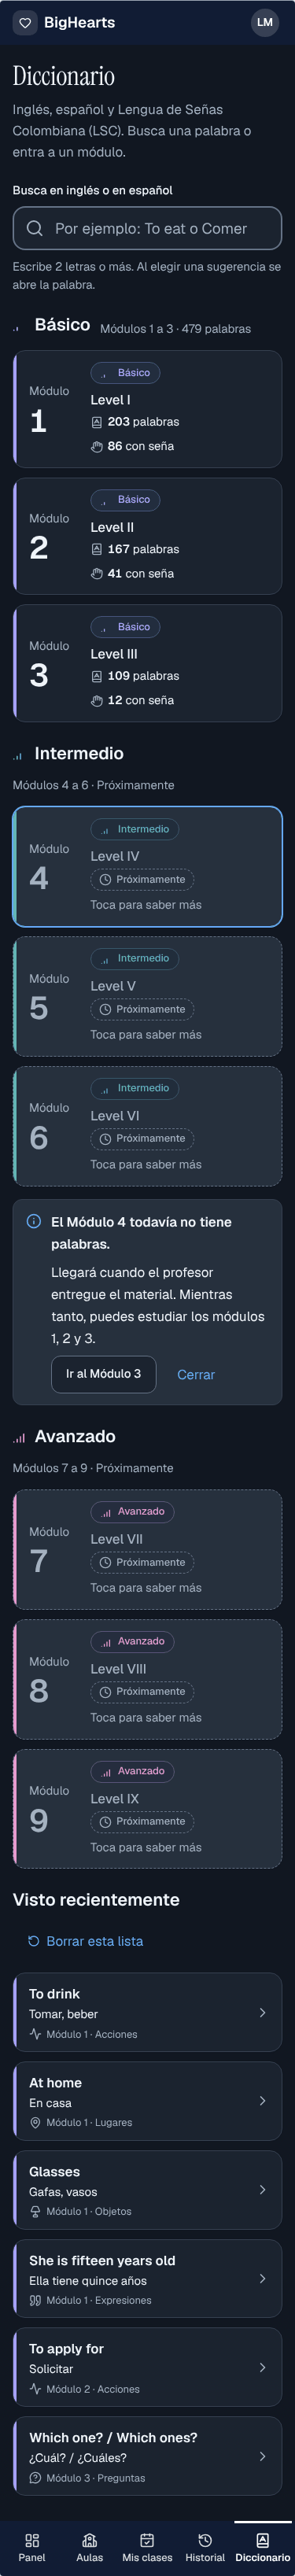 BigHearts
LM
Diccionario
Inglés, español y Lengua de Señas
Colombiana (LSC). Busca una palabra o
entra a un módulo.
Busca en inglés o en español
Por ejemplo: To eat o Comer
Escribe 2 letras o más. Al elegir una sugerencia se
abre la palabra.
Básico Módulos 1 a 3 · 479 palabras
Básico
Módulo
1
Level I
203 palabras
86 con seña
Básico
Módulo
2
Level II
167 palabras
41 con seña
Básico
Módulo
3
Level III
109 palabras
12 con seña
Intermedio
Módulos 4 a 6 · Próximamente
Intermedio
Módulo
4
Level IV
Próximamente
Toca para saber más
Intermedio
Módulo
5
Level V
Próximamente
Toca para saber más
Intermedio
Módulo
6
Level VI
Próximamente
Toca para saber más
El Módulo 4 todavía no tiene
palabras.
Llegará cuando el profesor
entregue el material. Mientras
tanto, puedes estudiar los módulos
1, 2 y 3.
Ir al Módulo 3 Cerrar
Avanzado
Módulos 7 a 9 · Próximamente
Avanzado
Módulo
7
Level VII
Próximamente
Toca para saber más
Avanzado
Módulo
8
Level VIII
Próximamente
Toca para saber más
Avanzado
Módulo
9
Level IX
Próximamente
Toca para saber más
Visto recientemente
Borrar esta lista
To drink
Tomar, beber
Módulo 1 · Acciones
At home
En casa
Módulo 1 · Lugares
Glasses
Gafas, vasos
Módulo 1 · Objetos
She is fifteen years old
Ella tiene quince años
Módulo 1 · Expresiones
To apply for
Solicitar
Módulo 2 · Acciones
Which one? / Which ones?
¿Cuál? / ¿Cuáles?
Módulo 3 · Preguntas
Panel Aulas Mis clases Historial Diccionario